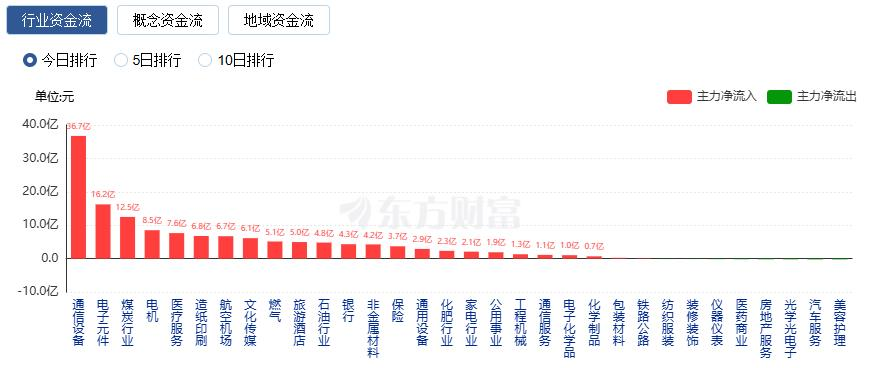 行业资金流 概念资金流 地域资金流
今日排行 5日排行 10日排行
单位:元 主力净流入 主力净流出
40.0亿
30.0亿
20.0亿
10.0亿
0.0
-10.0亿
36.7亿 16.2亿 12.5亿 8.5亿 7.6亿 6.8亿 6.7亿 6.1亿 5.1亿 5.0亿 4.8亿 4.3亿 4.2亿 3.7亿 2.9亿 2.3亿 2.1亿 1.9亿 1.3亿 1.1亿 1.0亿 0.7亿
东方财富
通信设备
电子元件
煤炭行业
电机
医疗服务
造纸印刷
航空机场
文化传媒
燃气
旅游酒店
石油行业
银行
非金属材料
保险
通用设备
化肥行业
家电行业
公用事业
工程机械
通信服务
电子化学品
化学制品
包装材料
铁路公路
纺织服装
装修装饰
仪器仪表
医药商业
房地产服务
光学光电子
汽车服务
美容护理